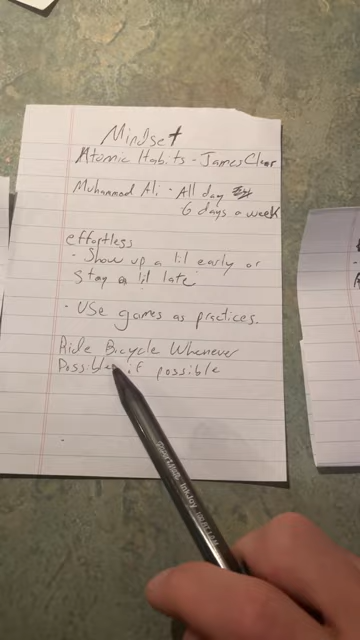 Mindset
Atomic Habits - James Clear
Muhammad Ali - All day
6 days a week
effortless
- Show up a lil early or
stay a lil late
- Use games as practices.
Ride Bicycle Whenever
Possible if possible